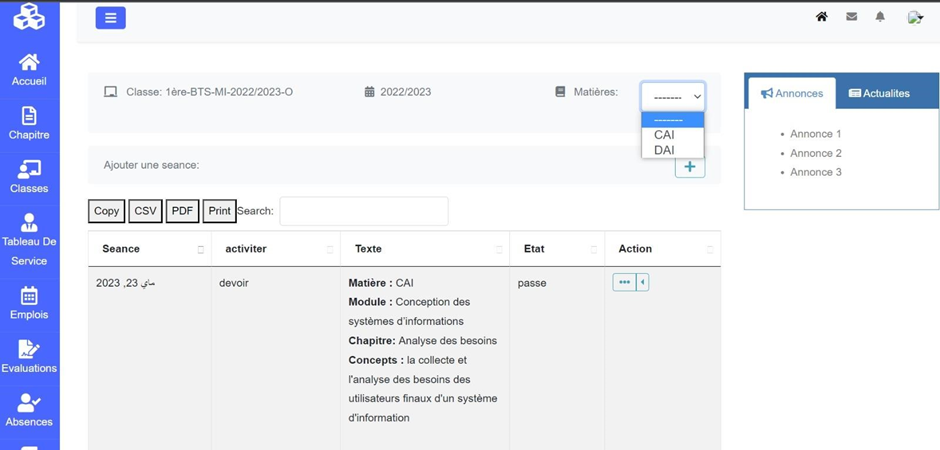 Accueil
Chapitre
Classes
Tableau De
Service
Emplois
Evaluations
Absences
Classe: 1ère-BTS-MI-2022/2023-O
2022/2023
Matières:
-------
-------
CAI
DAI
Ajouter une seance:
+
Copy CSV PDF Print Search:
Seance activiter Texte Etat Action
ماي 23, 2023
devoir
Matière : CAI
Module : Conception des
systèmes d'informations
Chapitre: Analyse des besoins
Concepts : la collecte et
l'analyse des besoins des
utilisateurs finaux d'un système
d'information
passe
Annonces Actualites
• Annonce 1
• Annonce 2
• Annonce 3